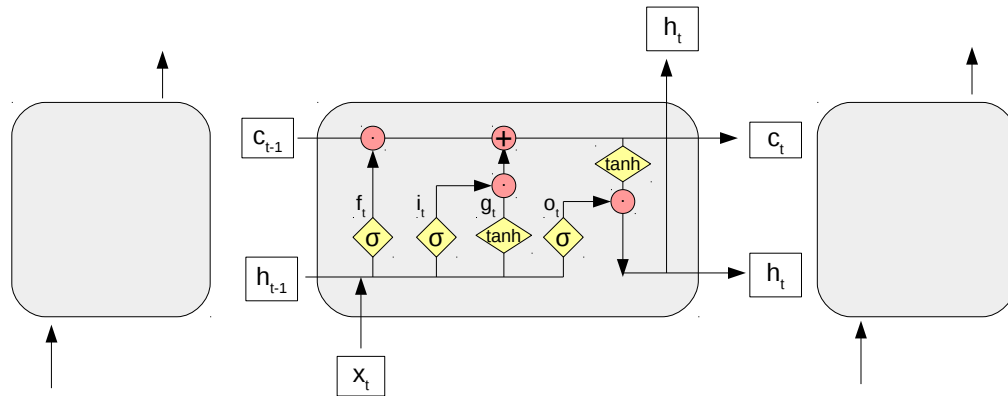 h_t
c_{t-1} · + c_t
tanh
·
·
f_t i_t g_t o_t
σ σ tanh σ
h_{t-1} h_t
x_t